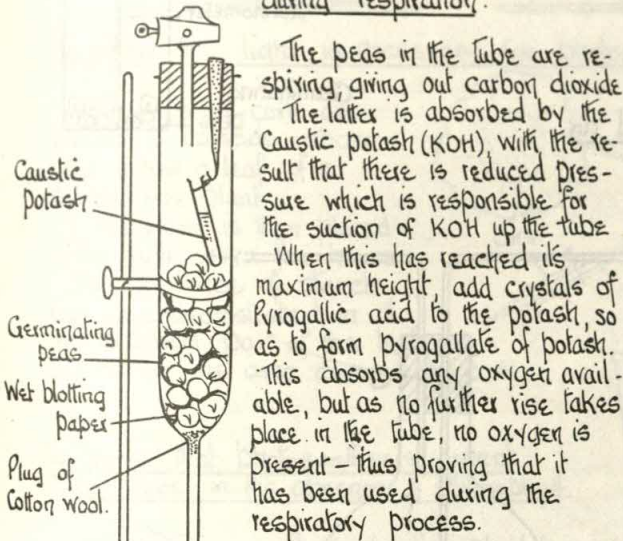 during respiration.
The peas in the tube are re-
spiring, giving out carbon dioxide
The latter is absorbed by the
Caustic potash (KOH), with the re-
sult that there is reduced pres-
sure which is responsible for
the suction of KOH up the tube
When this has reached its
maximum height, add crystals of
Pyrogallic acid to the potash, so
as to form pyrogallate of potash.
This absorbs any oxygen avail-
able, but as no further rise takes
place in the tube, no oxygen is
present – thus proving that it
has been used during the
respiratory process.
Caustic
potash
Germinating
peas
Wet blotting
paper
Plug of
Cotton wool.